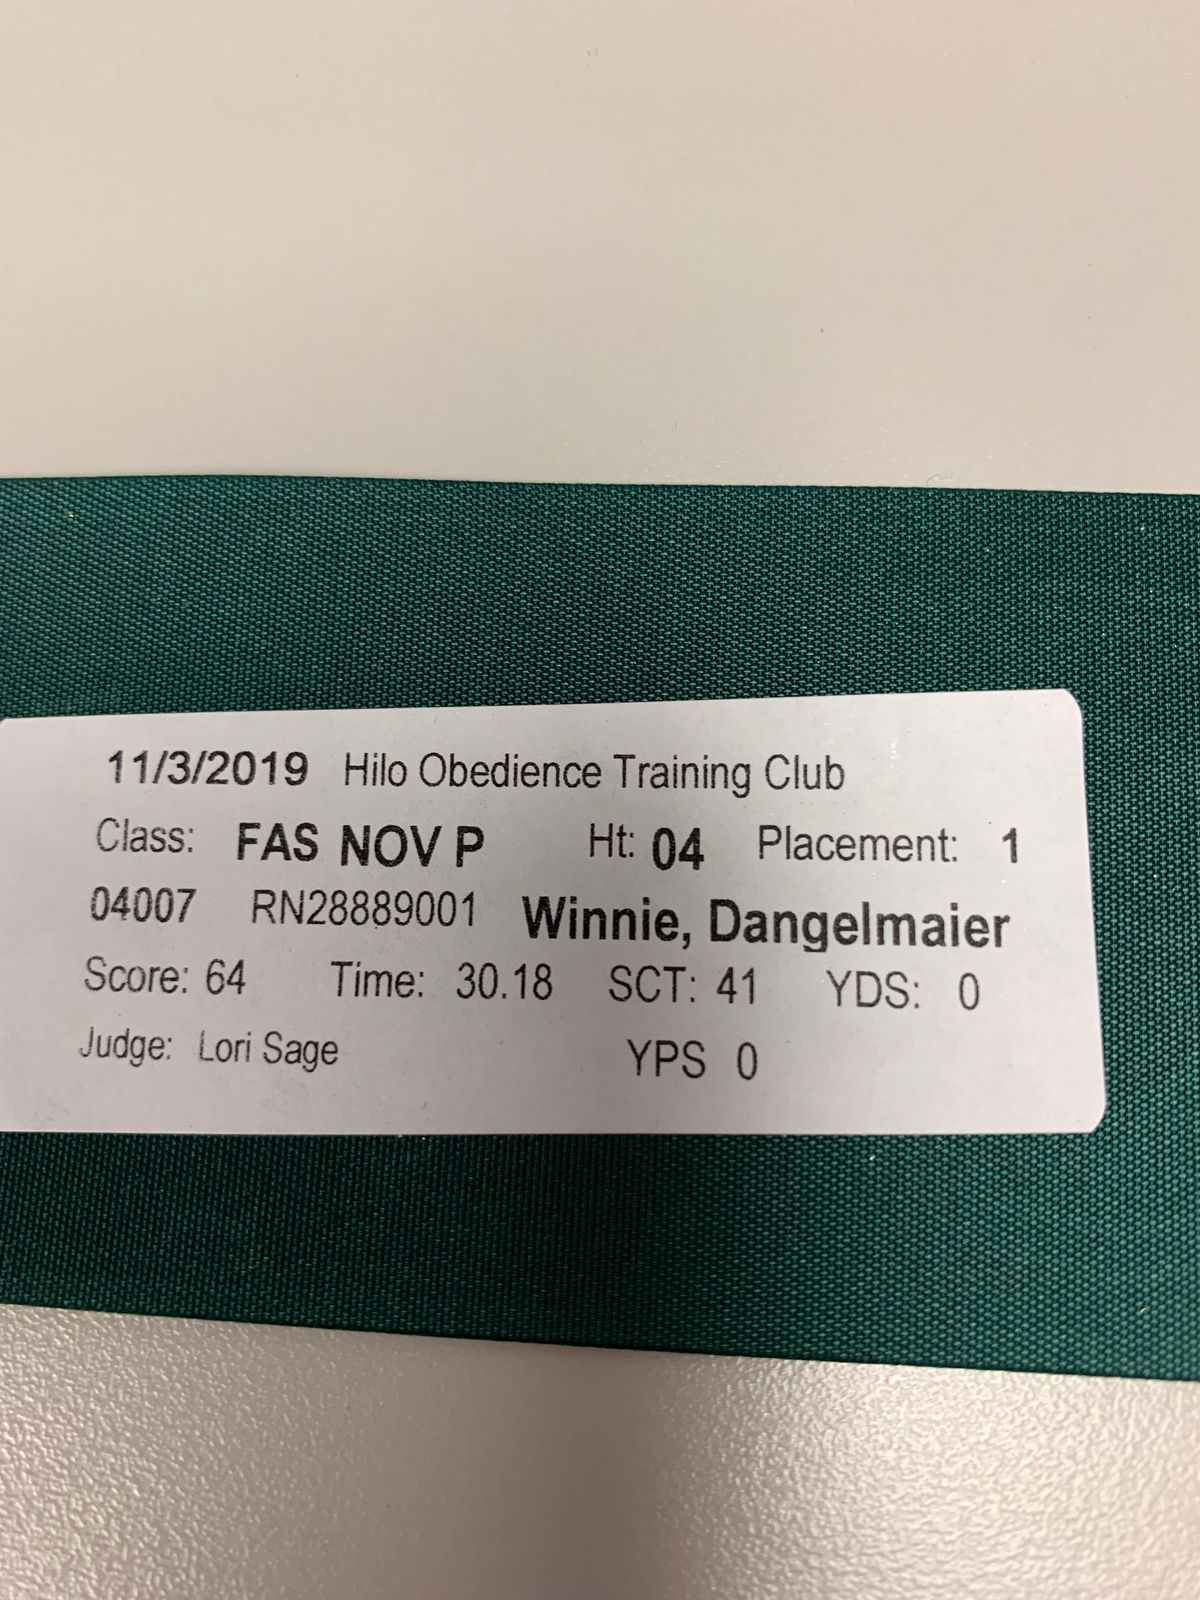 11/3/2019 Hilo Obedience Training Club
Class: FAS NOV P Ht: 04 Placement: 1
04007 RN28889001 Winnie, Dangelmaier
Score: 64 Time: 30.18 SCT: 41 YDS: 0
Judge: Lori Sage YPS 0